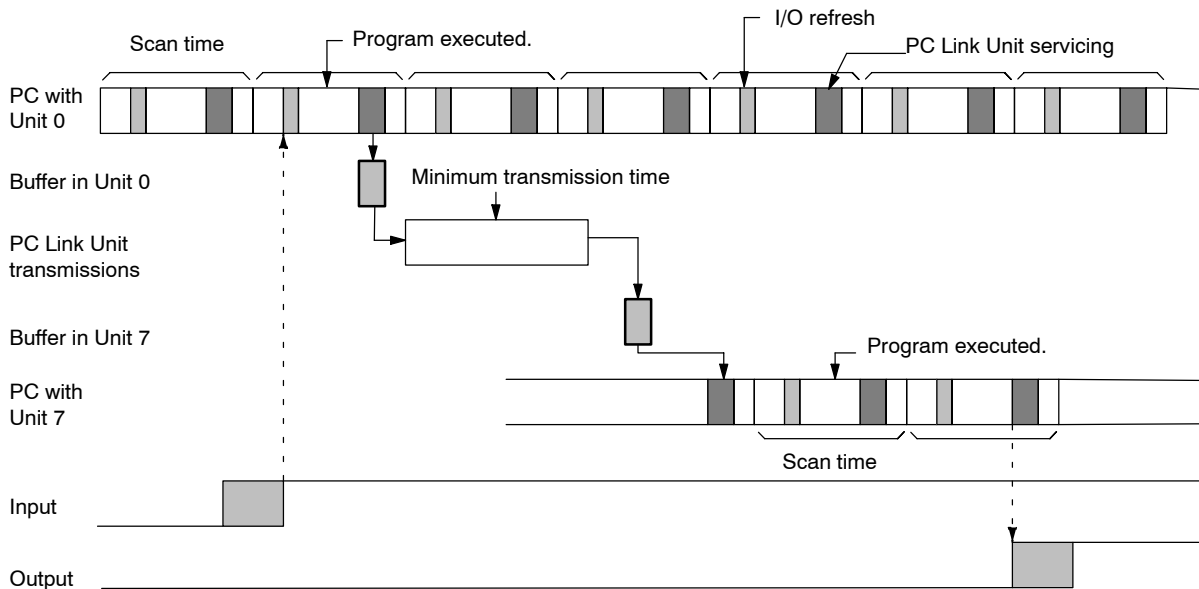 I/O refresh
Scan time
Program executed.
PC Link Unit servicing
PC with
Unit 0
Buffer in Unit 0
Minimum transmission time
PC Link Unit
transmissions
Buffer in Unit 7
Program executed.
PC with
Unit 7
Scan time
Input
Output